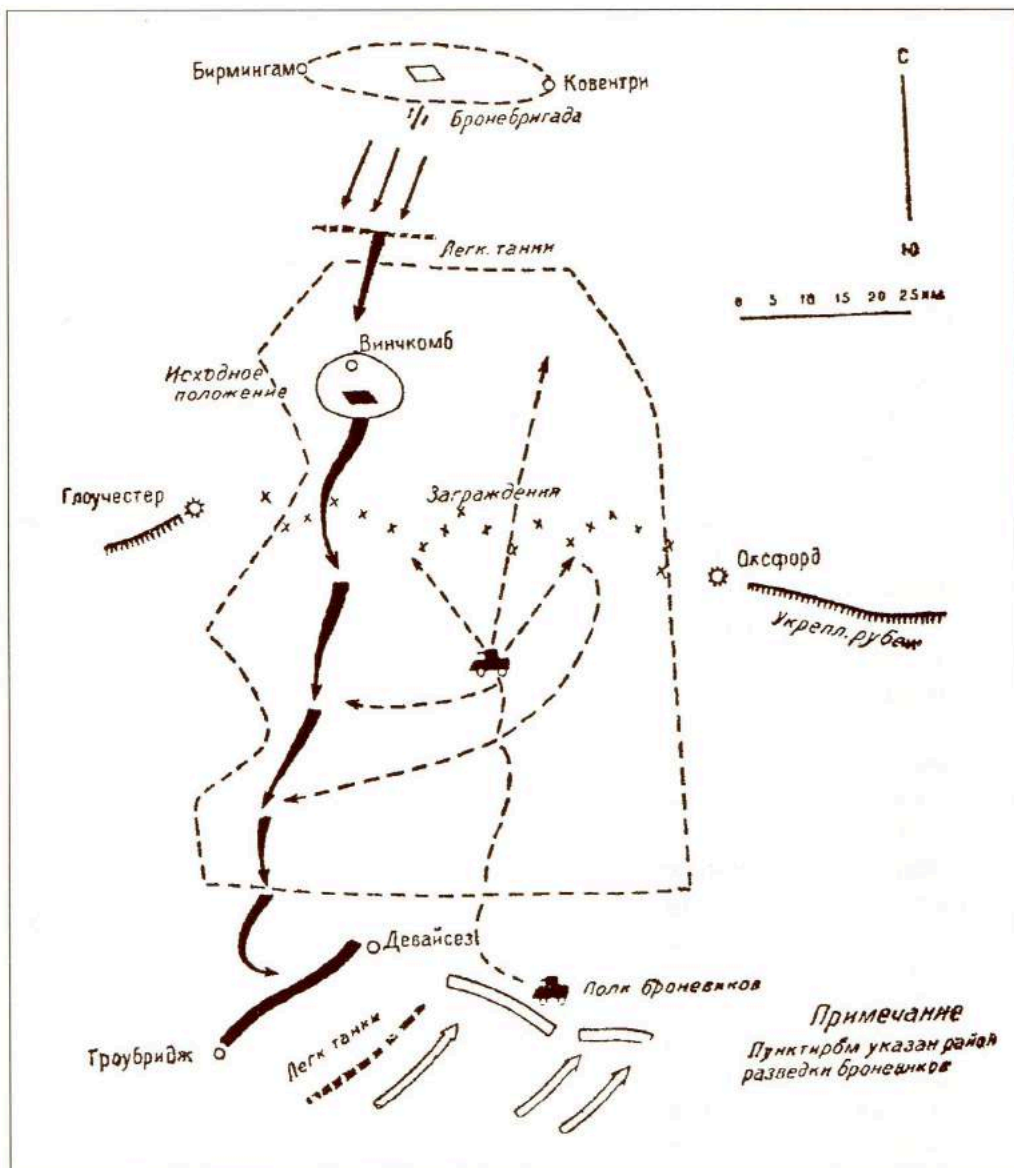 С
Бирмингам
Ковентри
Бронебригада
Ю
Легк. танки
0 5 10 15 20 25 мил.
Винчкомб
Исходное
положение
Глоучестер
Заграждения
Оксфорд
Укрепл. рубеж
Девайсез
Полк броневиков
Легк танки
Троубридж
Примечание
Пунктиром указан район
разведки броневиков